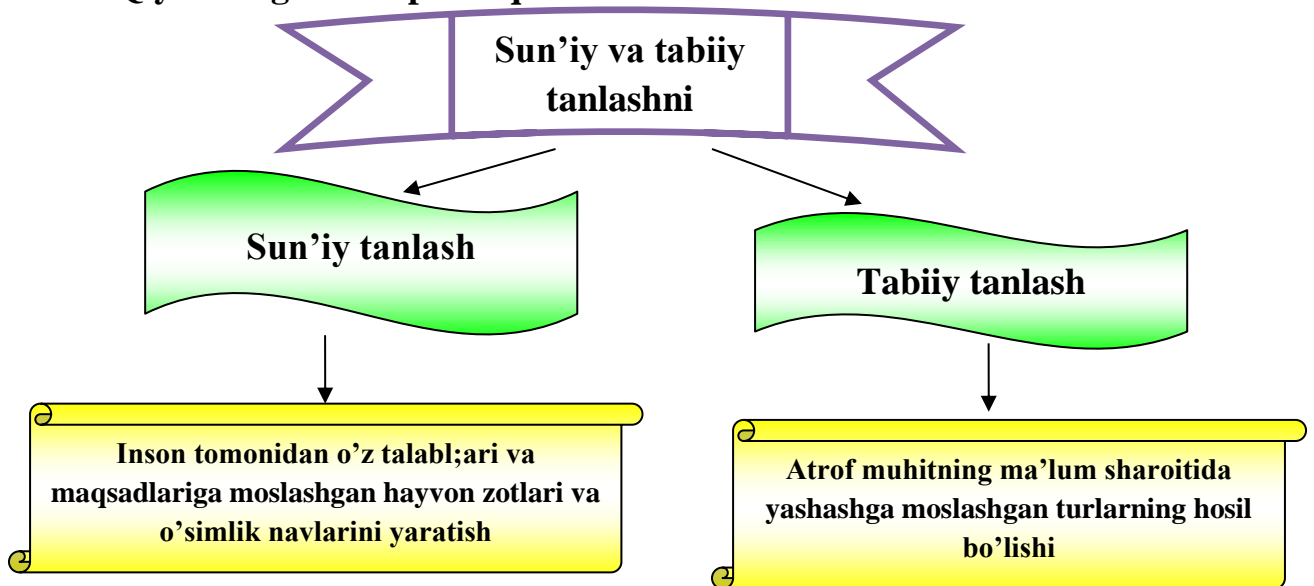 Sun’iy va tabiiy
tanlashni
Sun’iy tanlash
Tabiiy tanlash
Inson tomonidan o’z talabl;ari va
maqsadlariga moslashgan hayvon zotlari va
o’simlik navlarini yaratish
Atrof muhitning ma’lum sharoitida
yashashga moslashgan turlarning hosil
bo’lishi